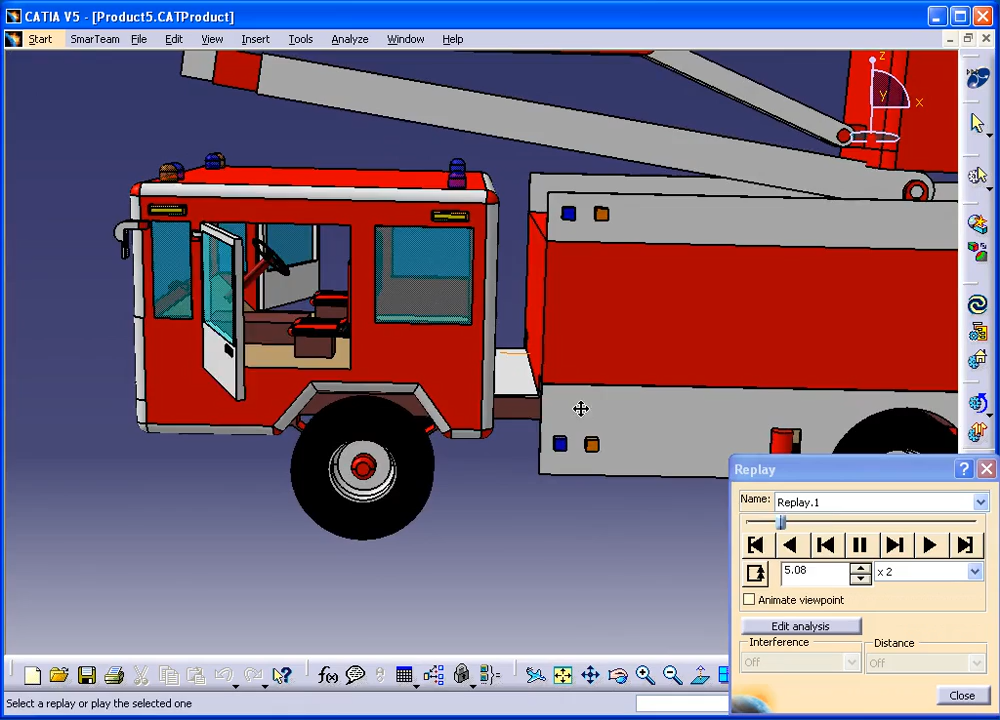 CATIA V5 - [Product5.CATProduct]
Start SmarTeam File Edit View Insert Tools Analyze Window Help
z
y
x
Replay
Name: Replay.1
5.08 x 2
Animate viewpoint
Edit analysis
Interference Distance
Off Off
f(x)
Select a replay or play the selected one
Close